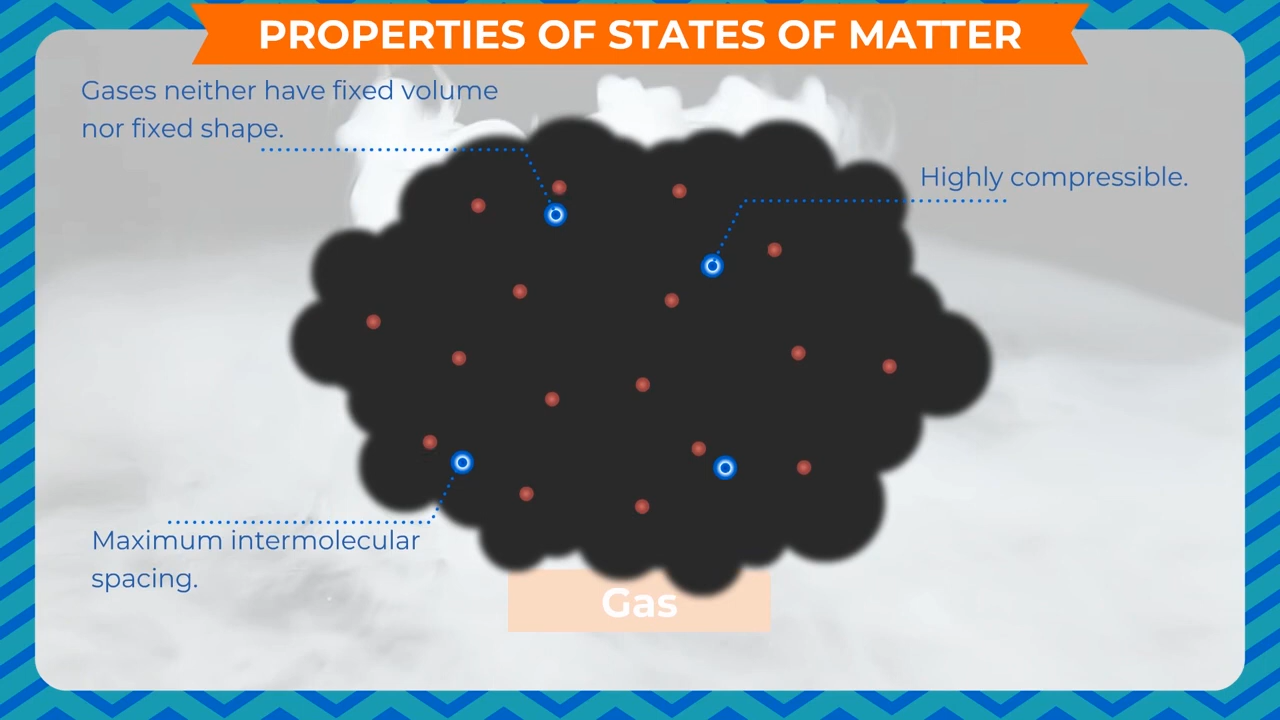 PROPERTIES OF STATES OF MATTER
Gases neither have fixed volume
nor fixed shape.
Highly compressible.
Maximum intermolecular
spacing.
Gas